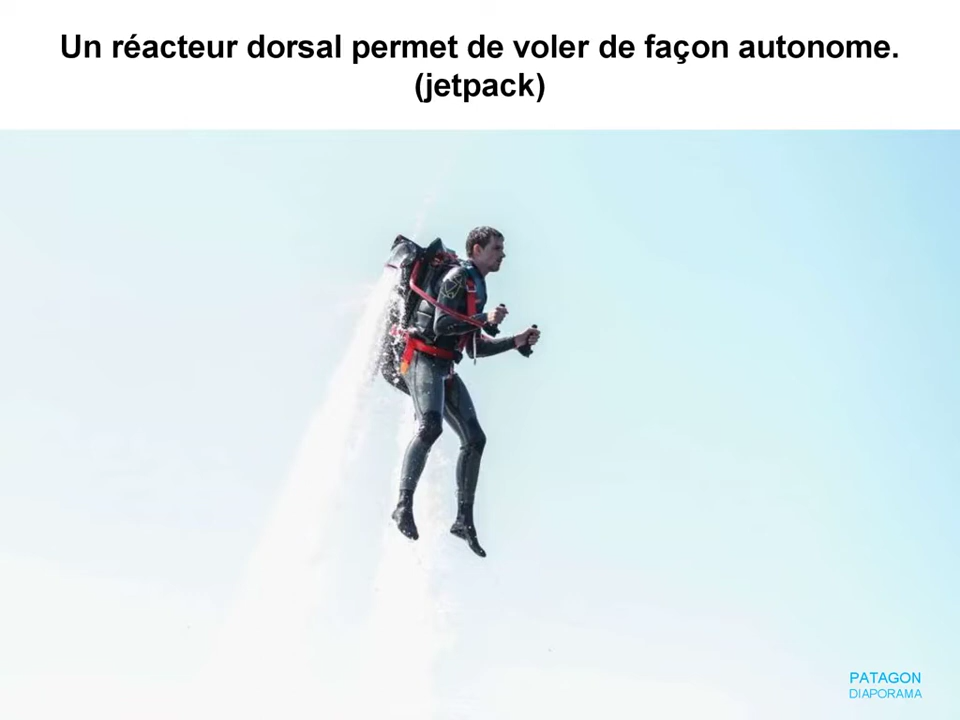 Un réacteur dorsal permet de voler de façon autonome.
(jetpack)
PATAGON
DIAPORAMA